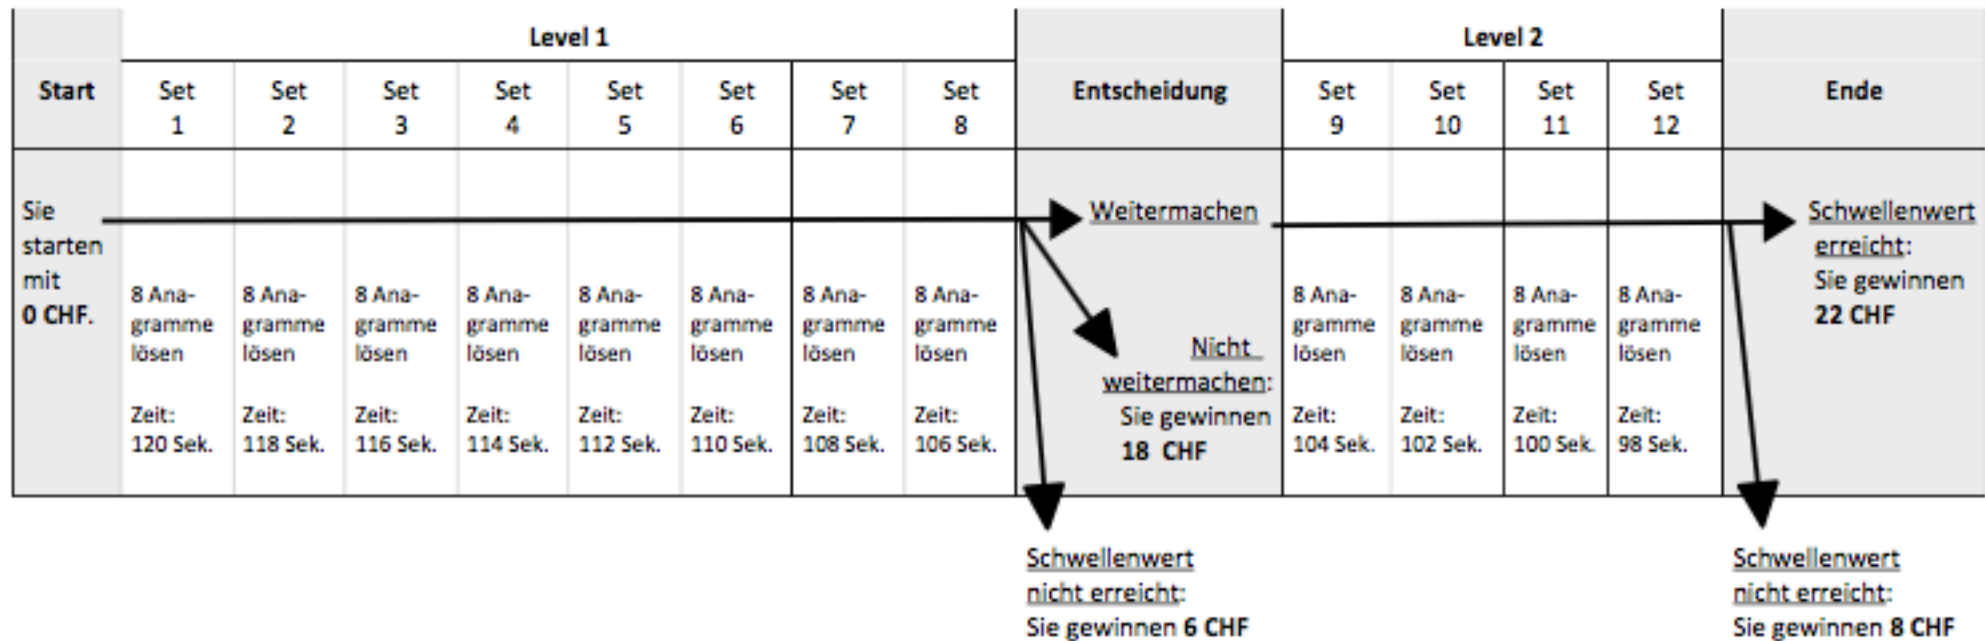 Level 1
Level 2
Start
Set
1
Set
2
Set
3
Set
4
Set
5
Set
6
Set
7
Set
8
Entscheidung
Set
9
Set
10
Set
11
Set
12
Ende
Sie
starten
mit
0 CHF.
8 Ana-
gramme
lösen
Zeit:
120 Sek.
8 Ana-
gramme
lösen
Zeit:
118 Sek.
8 Ana-
gramme
lösen
Zeit:
116 Sek.
8 Ana-
gramme
lösen
Zeit:
114 Sek.
8 Ana-
gramme
lösen
Zeit:
112 Sek.
8 Ana-
gramme
lösen
Zeit:
110 Sek.
8 Ana-
gramme
lösen
Zeit:
108 Sek.
8 Ana-
gramme
lösen
Zeit:
106 Sek.
Weitermachen
Nicht
weitermachen:
Sie gewinnen
18 CHF
Schwellenwert
nicht erreicht:
Sie gewinnen 6 CHF
8 Ana-
gramme
lösen
Zeit:
104 Sek.
8 Ana-
gramme
lösen
Zeit:
102 Sek.
8 Ana-
gramme
lösen
Zeit:
100 Sek.
8 Ana-
gramme
lösen
Zeit:
98 Sek.
Schwellenwert
erreicht:
Sie gewinnen
22 CHF
Schwellenwert
nicht erreicht:
Sie gewinnen 8 CHF